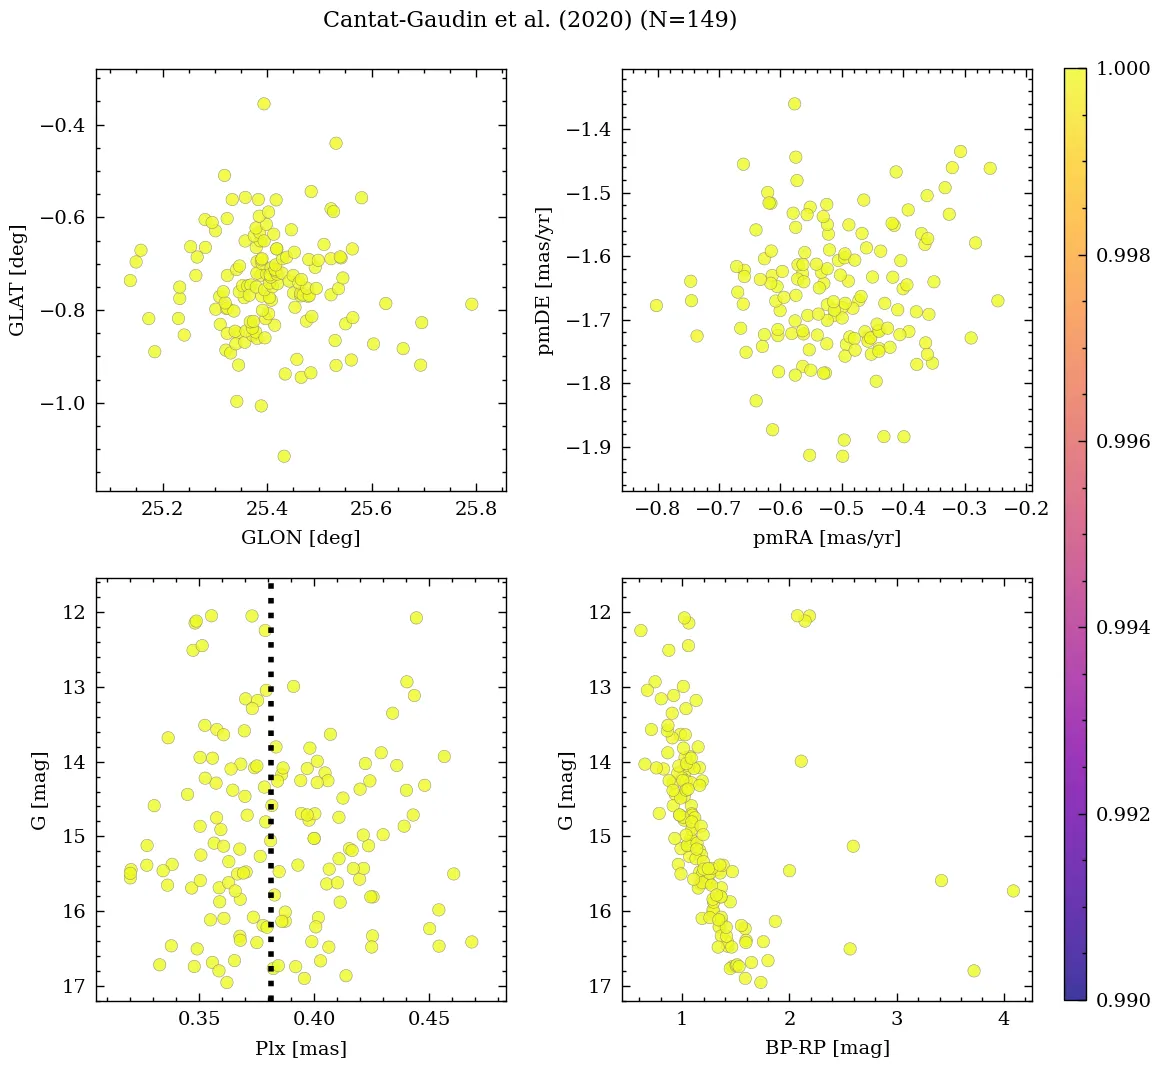 Cantat-Gaudin et al. (2020) (N=149)
−0.4
−0.6
−0.8
−1.0
GLAT [deg]
25.2 25.4 25.6 25.8
GLON [deg]
−1.4
−1.5
−1.6
−1.7
−1.8
−1.9
pmDE [mas/yr]
−0.8 −0.7 −0.6 −0.5 −0.4 −0.3 −0.2
pmRA [mas/yr]
12
13
14
15
16
17
G [mag]
0.35 0.40 0.45
Plx [mas]
12
13
14
15
16
17
G [mag]
1 2 3 4
BP-RP [mag]
1.000
0.998
0.996
0.994
0.992
0.990